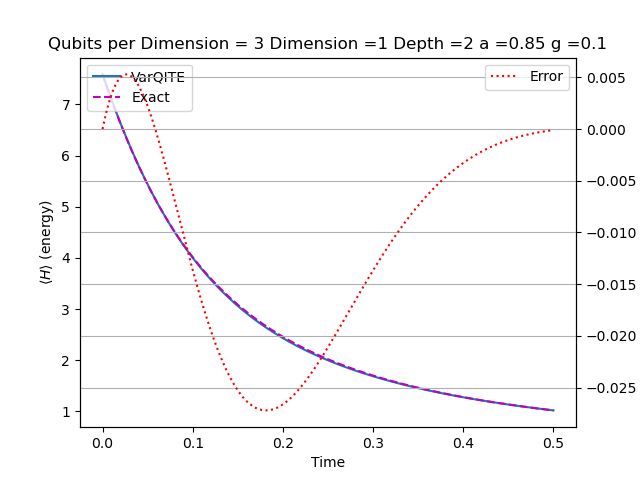 Qubits per Dimension = 3 Dimension =1 Depth =2 a =0.85 g =0.1
VarQITE
Exact
Error
7
6
5
4
3
2
1
⟨H⟩ (energy)
0.005
0.000
−0.005
−0.010
−0.015
−0.020
−0.025
0.0 0.1 0.2 0.3 0.4 0.5
Time